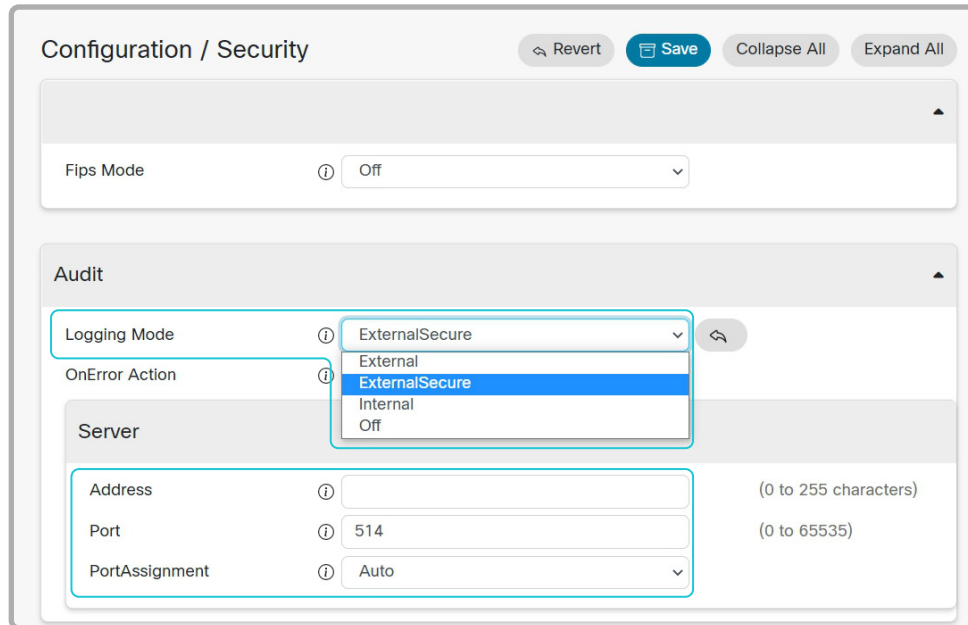 Configuration / Security
Revert
Save
Collapse All
Expand All
Fips Mode
Off
Audit
Logging Mode
ExternalSecure
External
OnError Action
ExternalSecure
Internal
Off
Server
Address
(0 to 255 characters)
Port
514
(0 to 65535)
PortAssignment
Auto